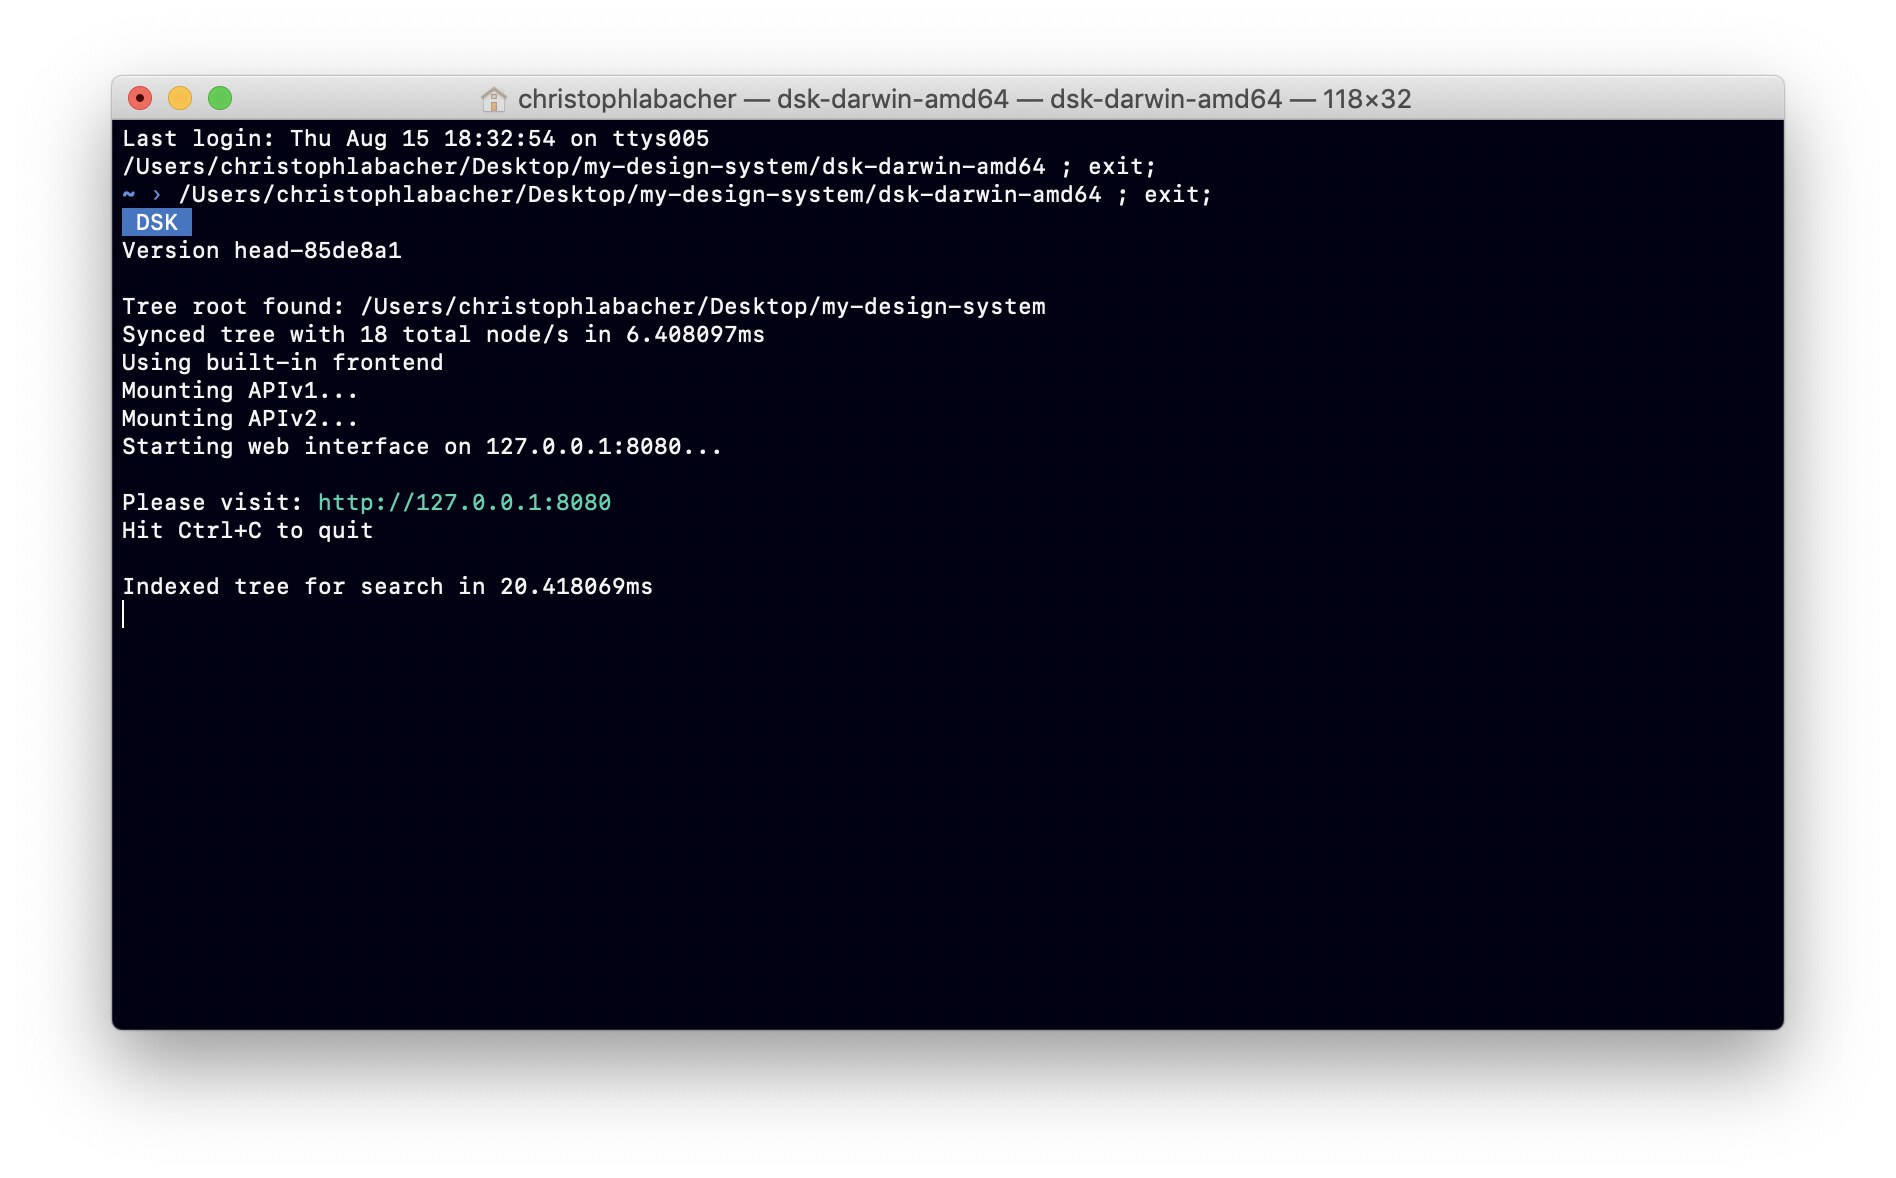 christophlabacher — dsk-darwin-amd64 — dsk-darwin-amd64 — 118×32
Last login: Thu Aug 15 18:32:54 on ttys005
/Users/christophlabacher/Desktop/my-design-system/dsk-darwin-amd64 ; exit;
~ › /Users/christophlabacher/Desktop/my-design-system/dsk-darwin-amd64 ; exit;
DSK
Version head-85de8a1
Tree root found: /Users/christophlabacher/Desktop/my-design-system
Synced tree with 18 total node/s in 6.408097ms
Using built-in frontend
Mounting APIv1...
Mounting APIv2...
Starting web interface on 127.0.0.1:8080...
Please visit: http://127.0.0.1:8080
Hit Ctrl+C to quit
Indexed tree for search in 20.418069ms